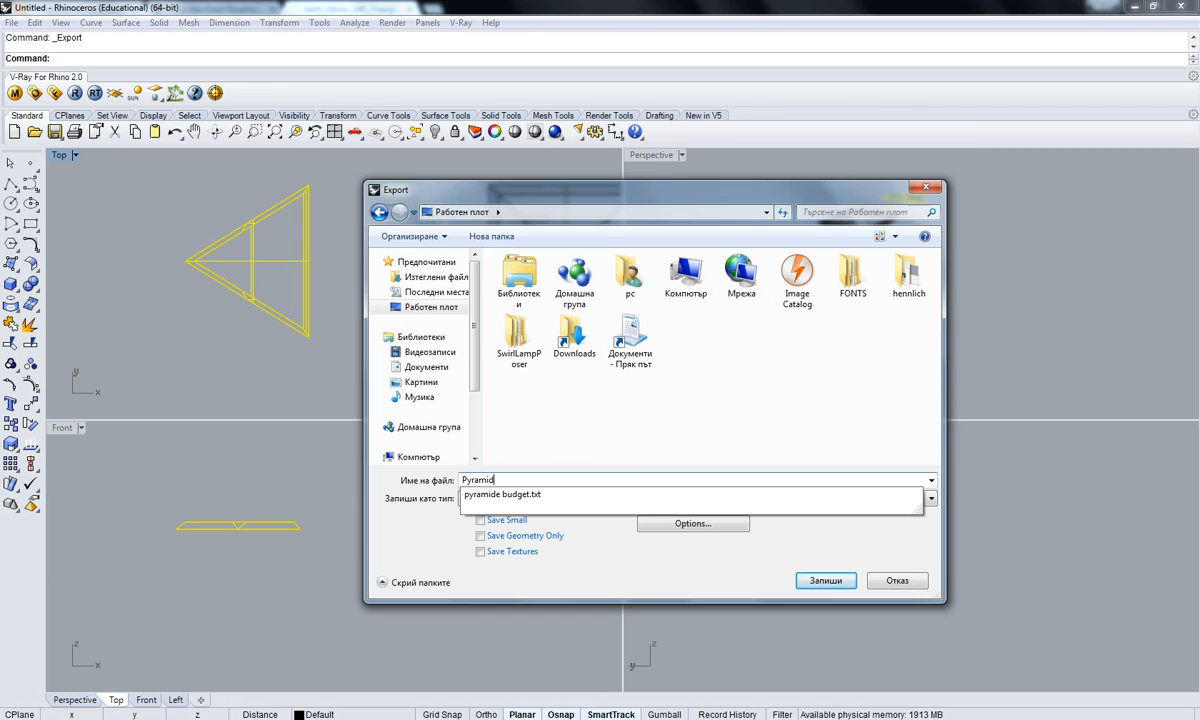 Untitled - Rhinoceros (Educational) (64-bit)
File Edit View Curve Surface Solid Mesh Dimension Transform Tools Analyze Render Panels V-Ray Help
Command: _Export
Command:
V-Ray For Rhino 2.0
Standard CPlanes Set View Display Select Viewport Layout Visibility Transform Curve Tools Surface Tools Solid Tools Mesh Tools Render Tools Drafting New in V5
Top
Perspective
Export
Работен плот
Търсене на Работен плот
Организиране
Нова папка
Предпочитани
Изтеглени файл
Последни места
Работен плот
Библиотеки
Видеозаписи
Документи
Картини
Музика
Домашна група
Компютър
Библиотек
и
Домашна
група
pc
Компютър
Мрежа
Image
Catalog
FONTS
hennlich
SwirlLampP
oser
Downloads
Документи
- Пряк път
Име на файл: Pyramid
pyramide budget.txt
Запиши като тип:
Save Small
Save Geometry Only
Save Textures
Options...
Скрий папките
Запиши
Отказ
y
x
Front
z
x
z
y
Perspective Top Front Left
CPlane x y z Distance Default Grid Snap Ortho Planar Osnap SmartTrack Gumball Record History Filter Available physical memory: 1913 MB